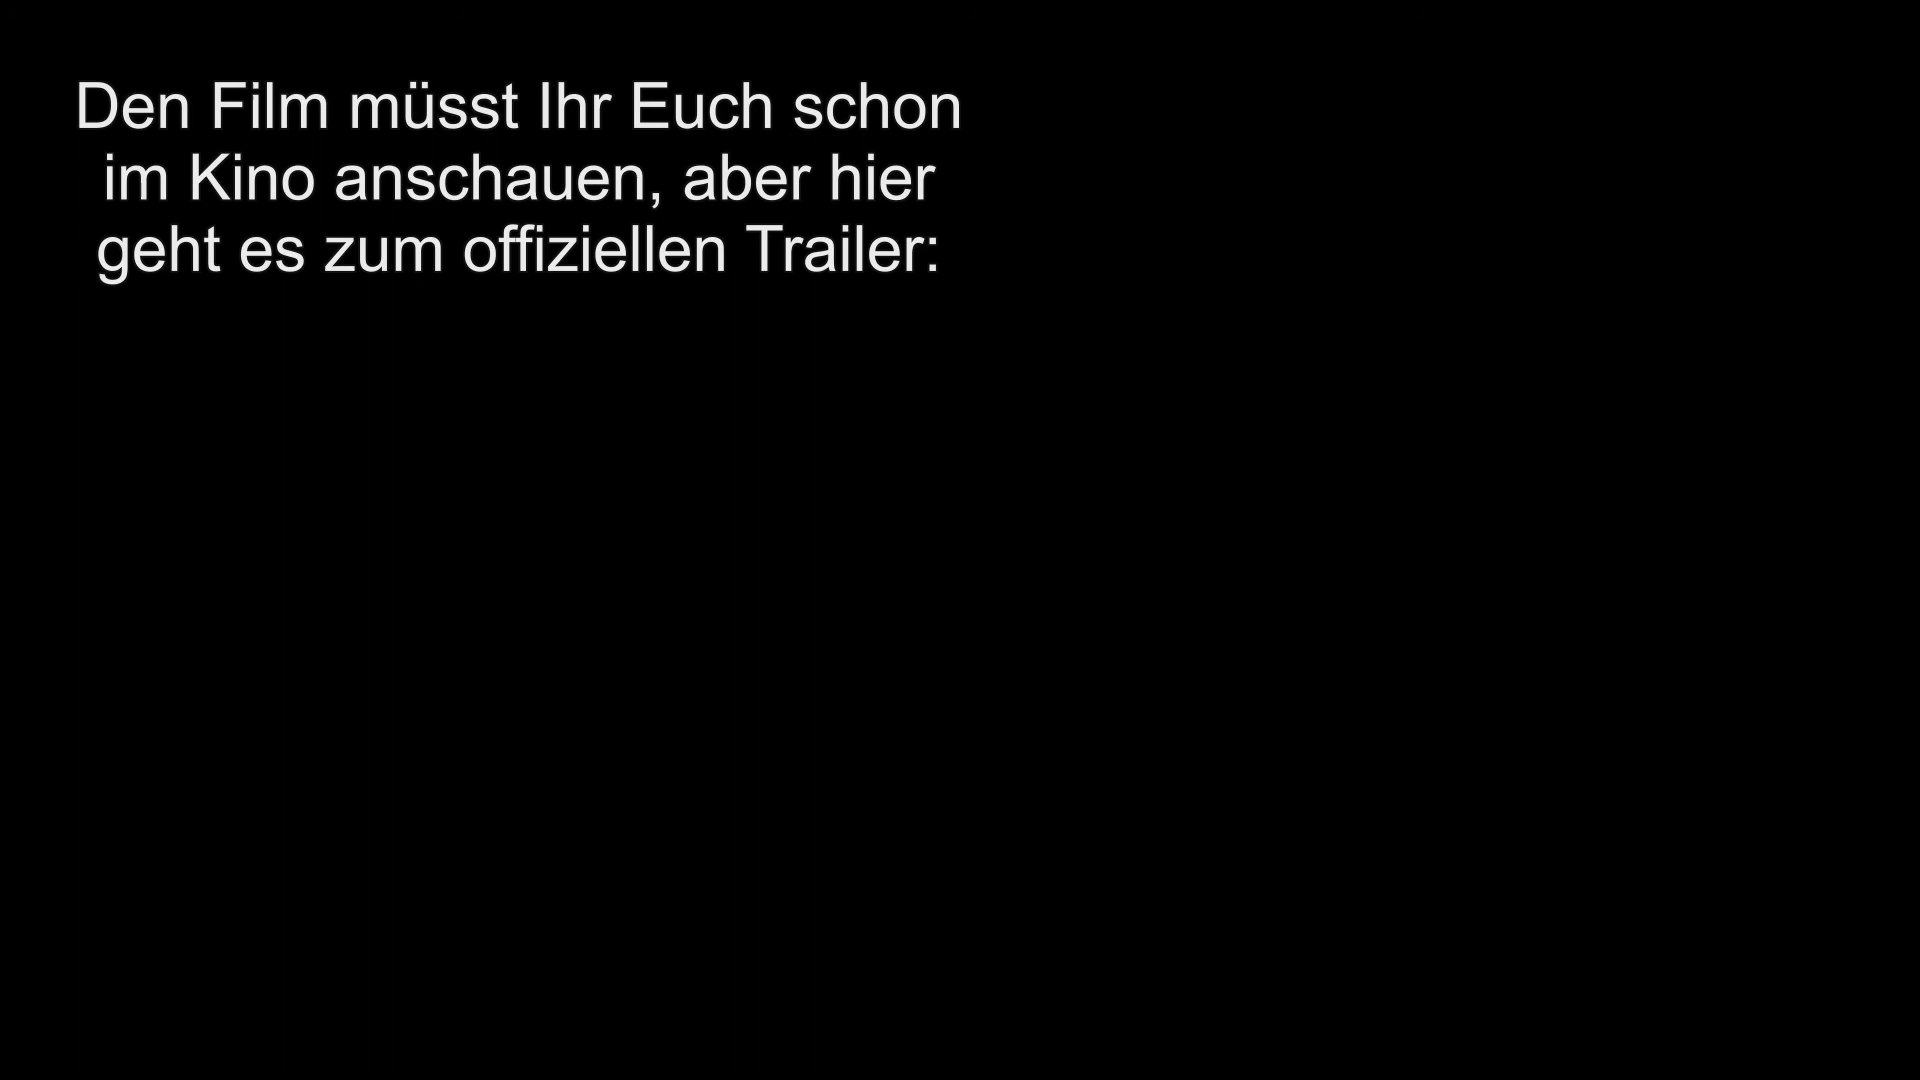 Den Film müsst Ihr Euch schon
im Kino anschauen, aber hier
geht es zum offiziellen Trailer: